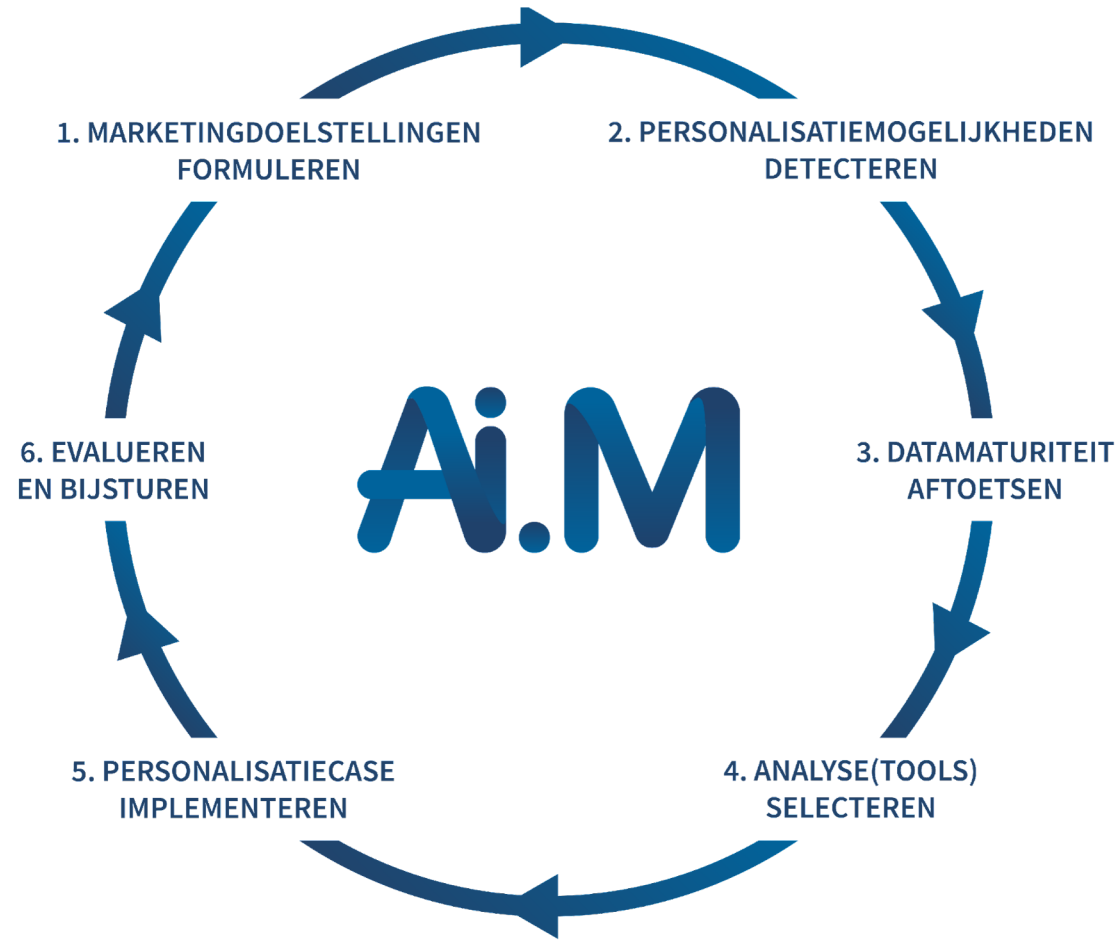 1. MARKETINGDOELSTELLINGEN
FORMULEREN
2. PERSONALISATIEMOGELIJKHEDEN
DETECTEREN
3. DATAMATURITEIT
AFTOETSEN
4. ANALYSE(TOOLS)
SELECTEREN
5. PERSONALISATIECASE
IMPLEMENTEREN
6. EVALUEREN
EN BIJSTUREN
Ai.M